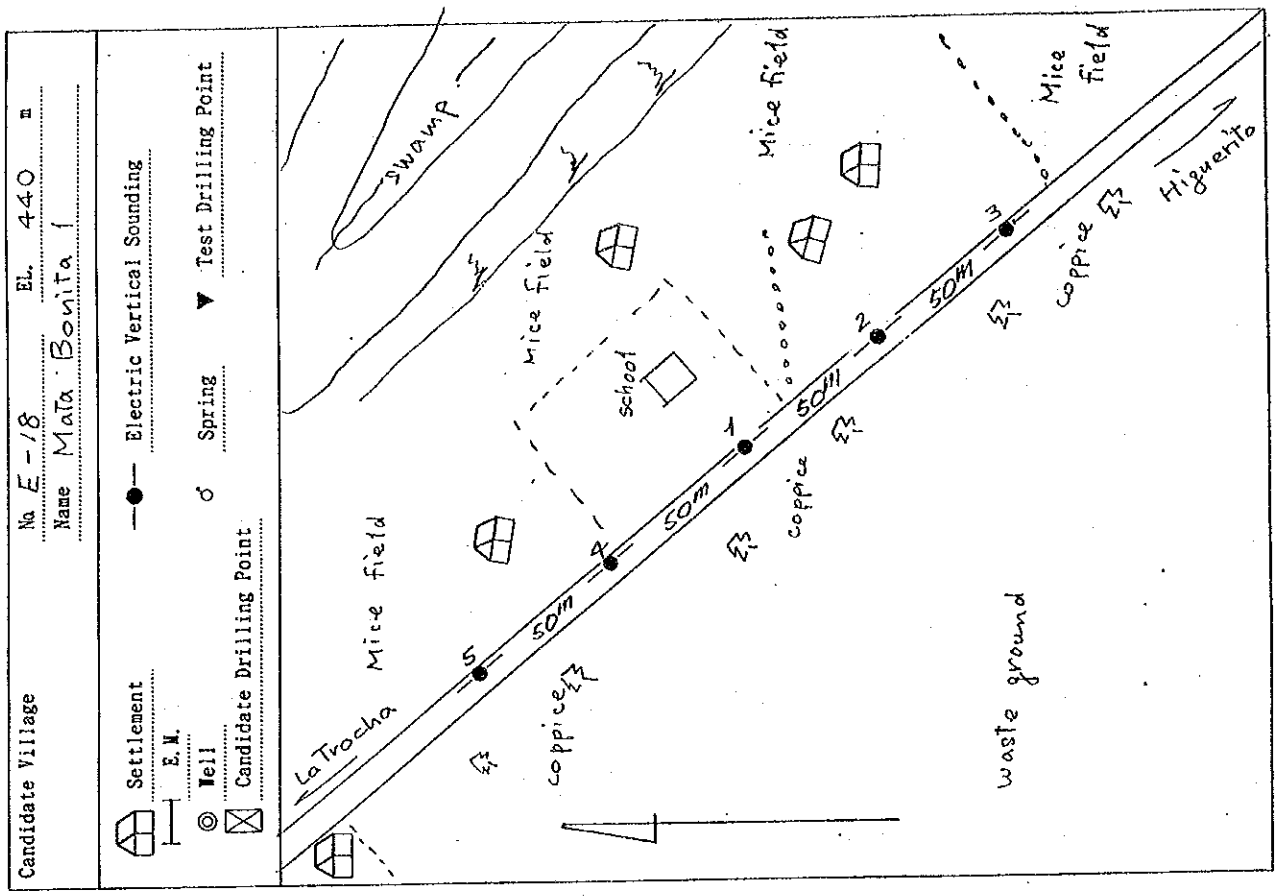 Candidate Village
No E-18 EL. 440 m
Name Mata Bonita 1
Settlement
E. M.
Well
Candidate Drilling Point
Electric Vertical Sounding
Spring
Test Drilling Point
swamp
Mice field
Mice field
Mice field
Mice field
school
La Trocha
5
50m
4
50m
1
50m
2
50m
3
coppice
coppice
coppice
Higuerito
waste ground